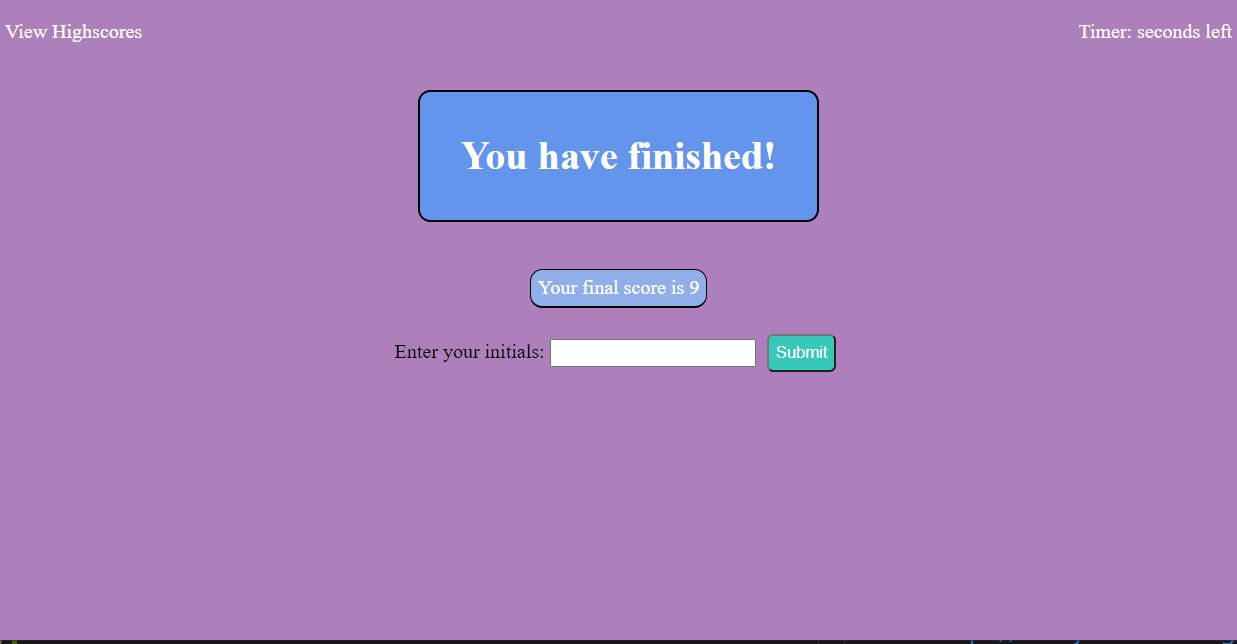 View Highscores
Timer: seconds left
You have finished!
Your final score is 9
Enter your initials:
Submit